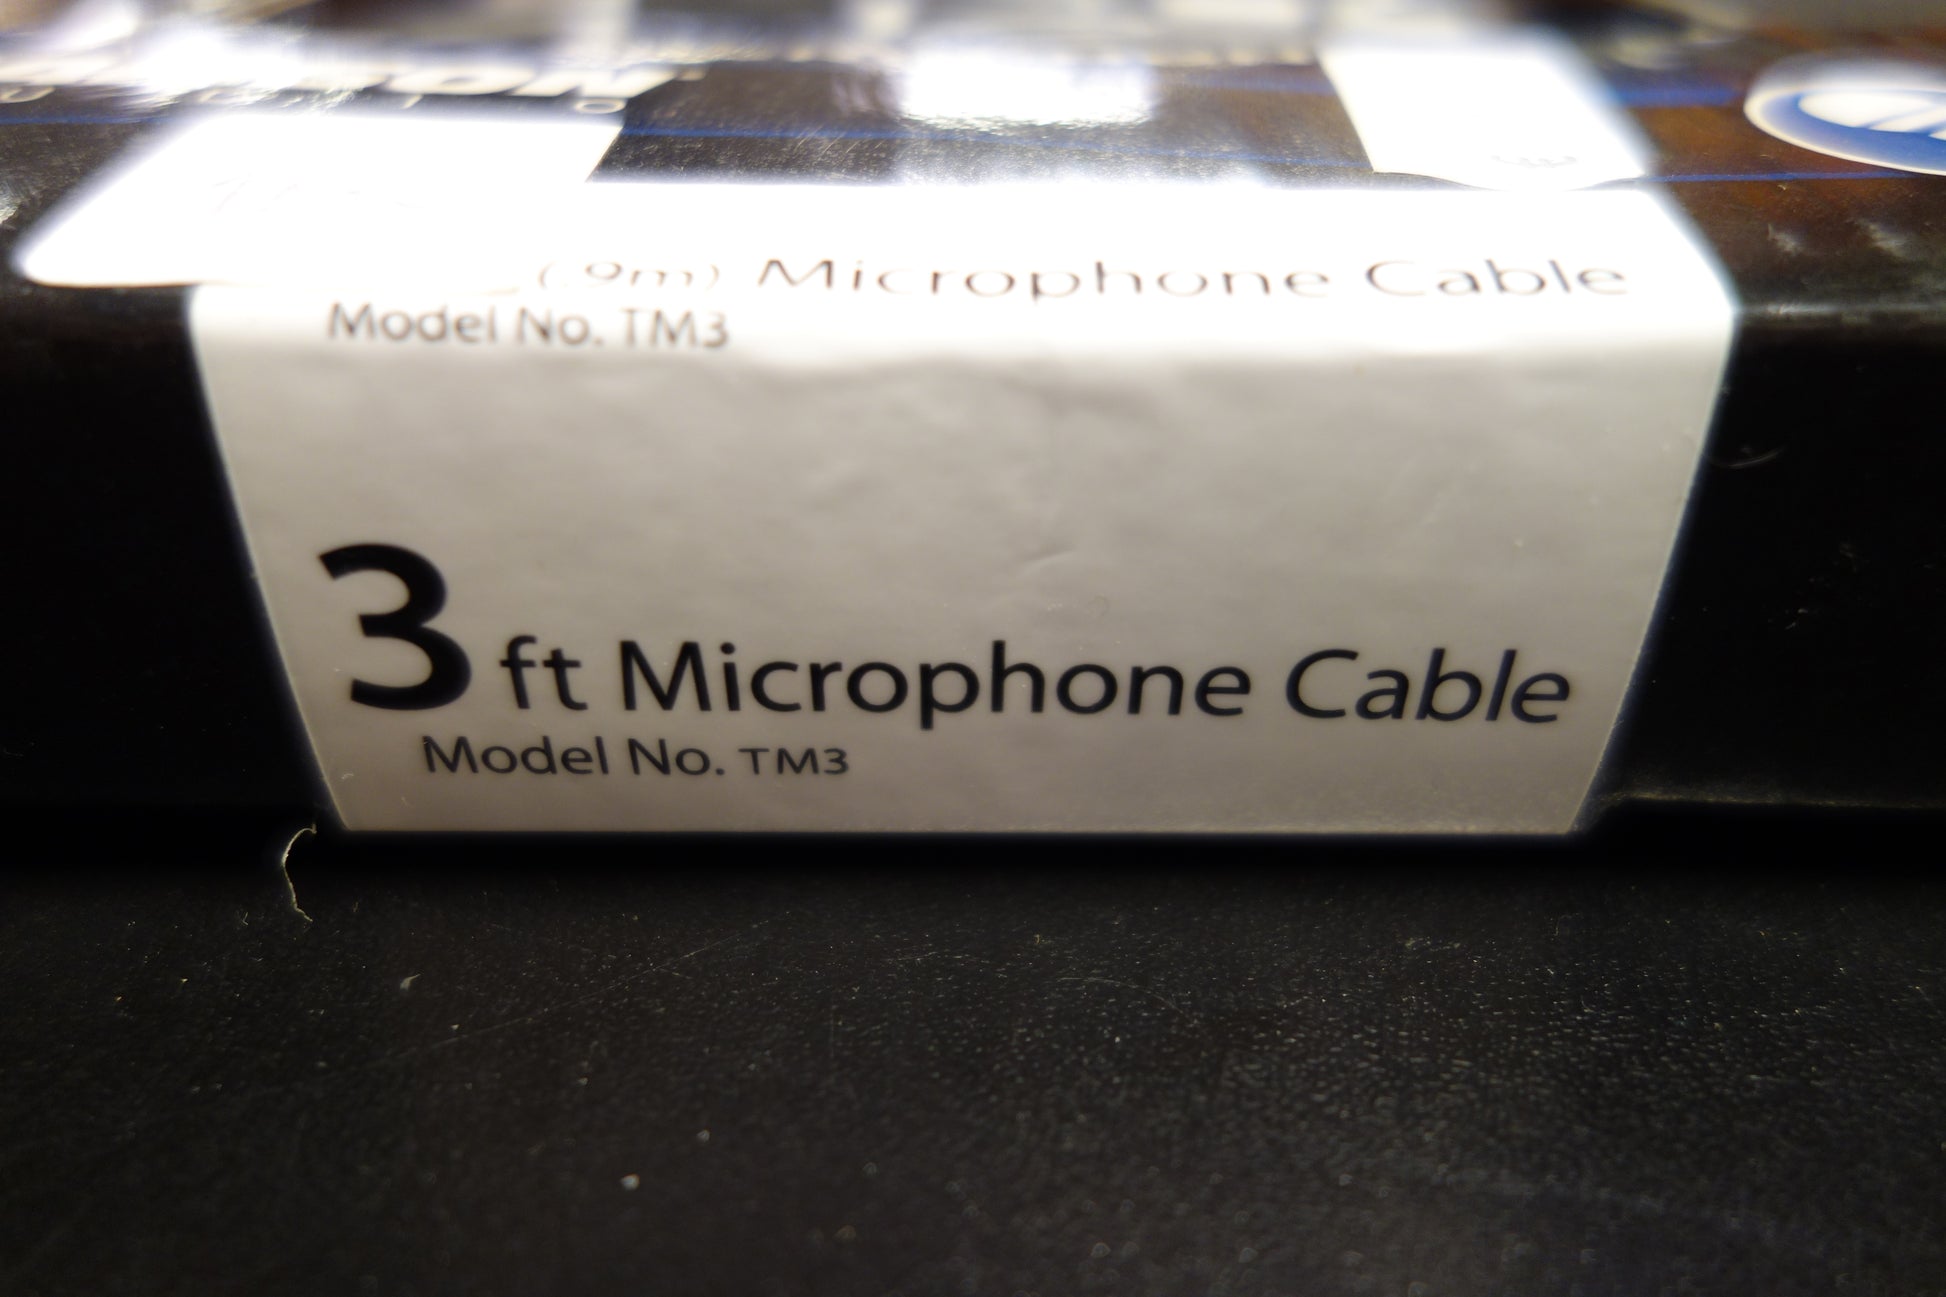 (.9m) Microphone Cable
Model No. TM3
3 ft Microphone Cable
Model No. TM3